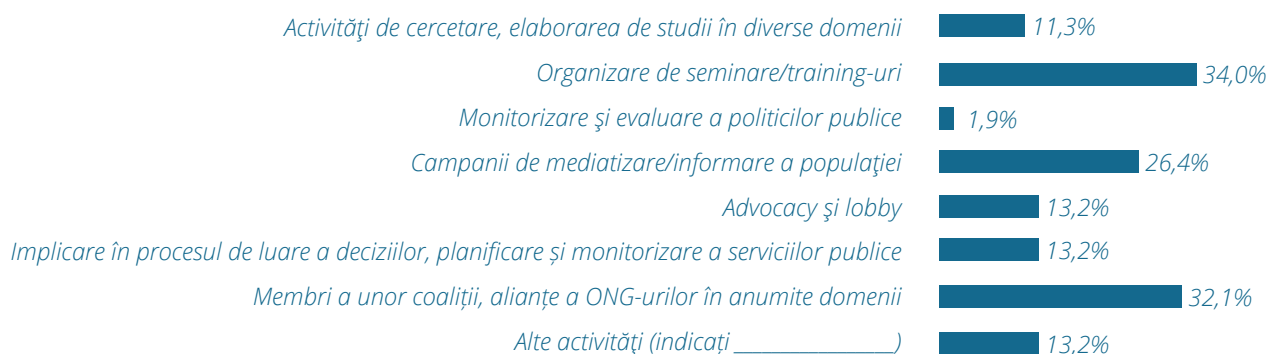 Activităţi de cercetare, elaborarea de studii în diverse domenii 11,3%
Organizare de seminare/training-uri 34,0%
Monitorizare şi evaluare a politicilor publice 1,9%
Campanii de mediatizare/informare a populaţiei 26,4%
Advocacy şi lobby 13,2%
Implicare în procesul de luare a deciziilor, planificare și monitorizare a serviciilor publice 13,2%
Membri a unor coaliții, alianțe a ONG-urilor în anumite domenii 32,1%
Alte activităţi (indicați ________________) 13,2%